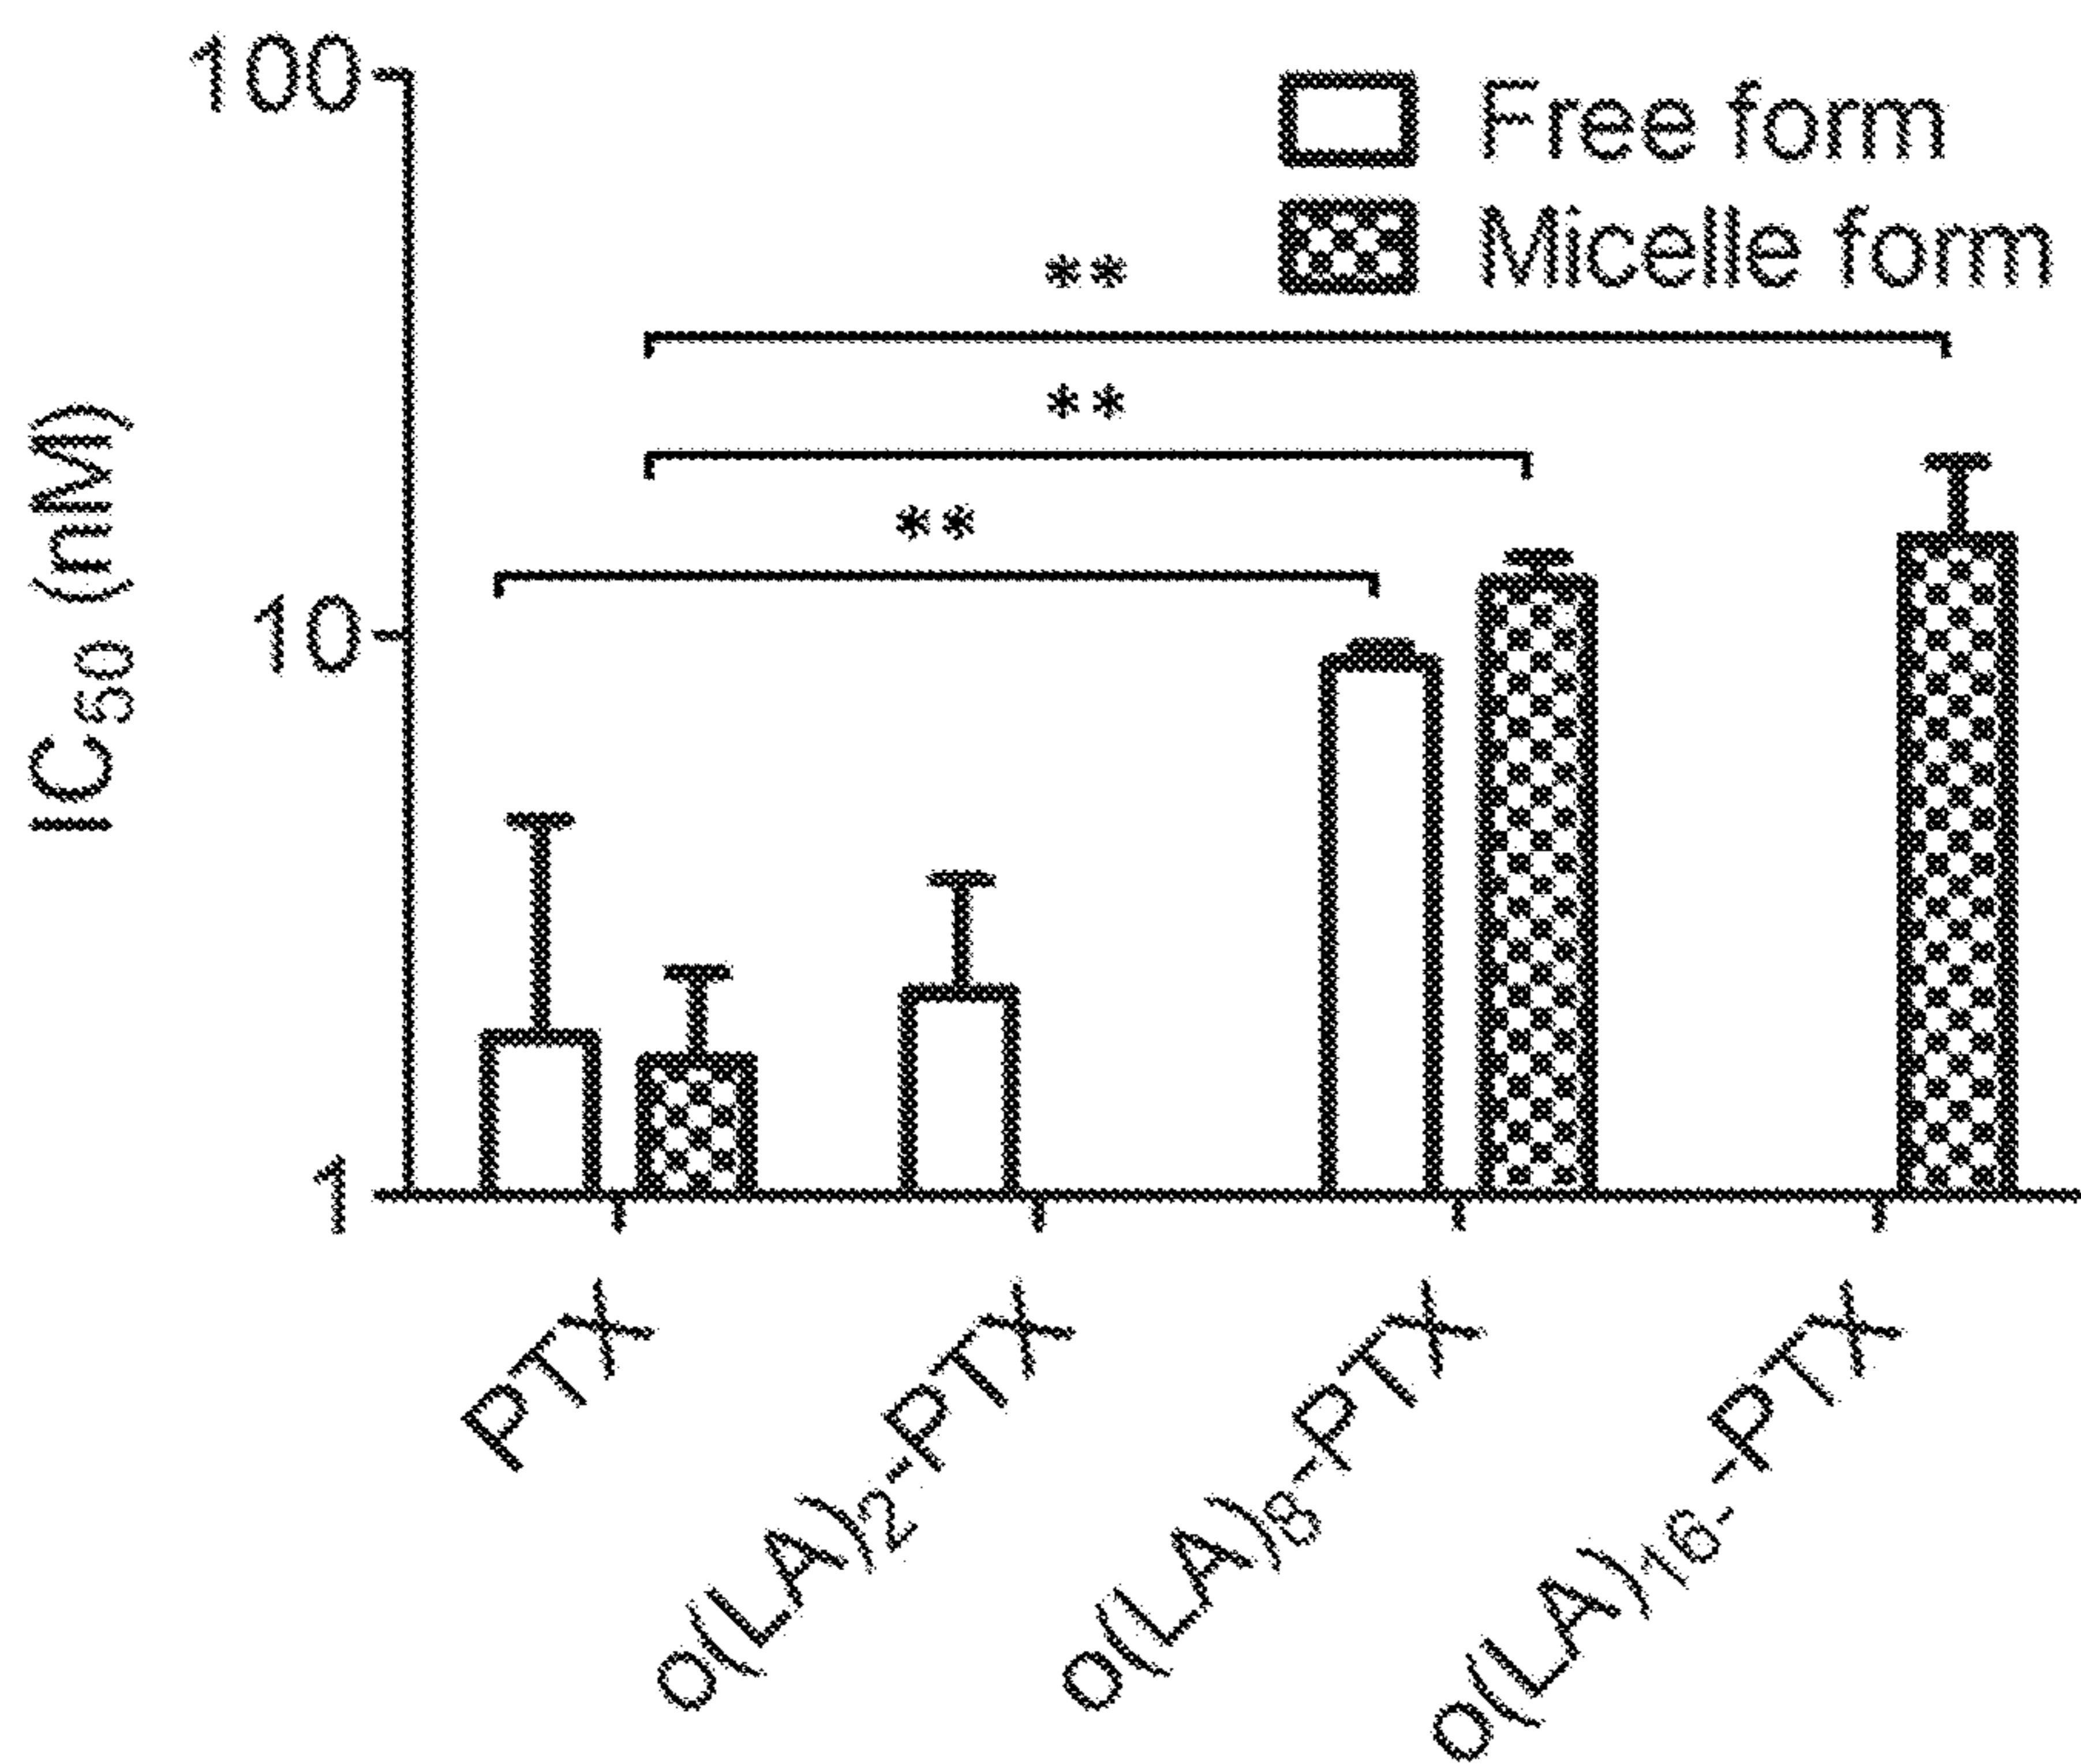 100
10
1
IC50 (nM)
Free form
Micelle form
**
**
**
PTX
o(LA)2-PTX
o(LA)8-PTX
o(LA)16--PTX